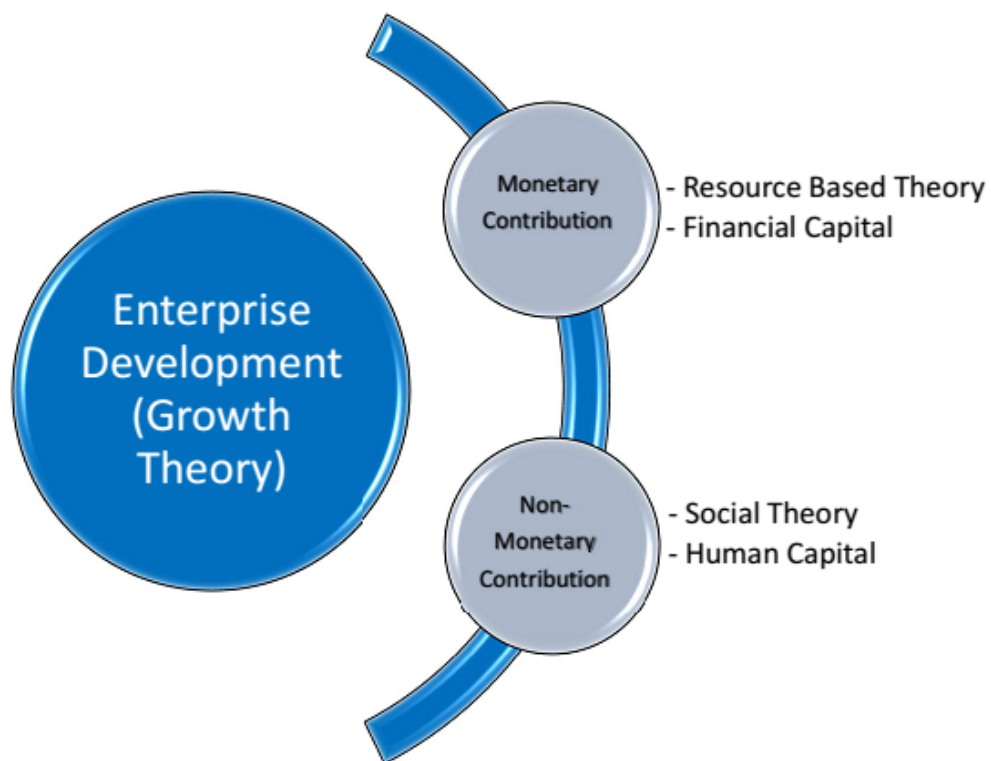 Enterprise
Development
(Growth
Theory)
Monetary
Contribution
- Resource Based Theory
- Financial Capital
Non-
Monetary
Contribution
- Social Theory
- Human Capital